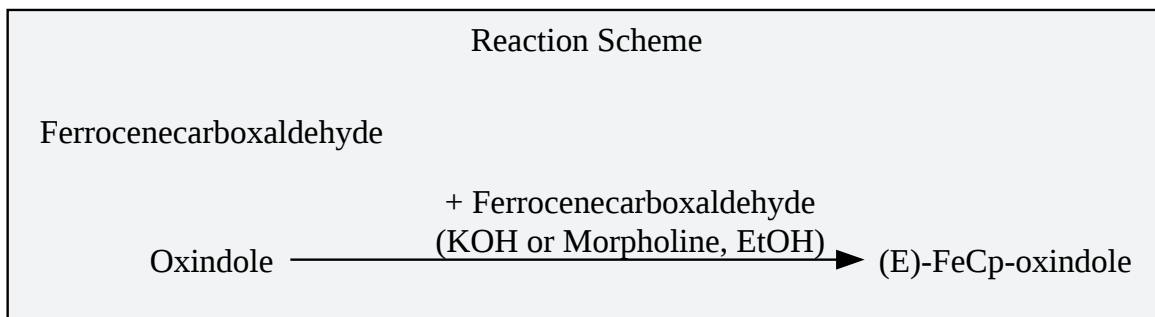 Reaction Scheme
Ferrocenecarboxaldehyde
+ Ferrocenecarboxaldehyde
(KOH or Morpholine, EtOH)
Oxindole
(E)-FeCp-oxindole